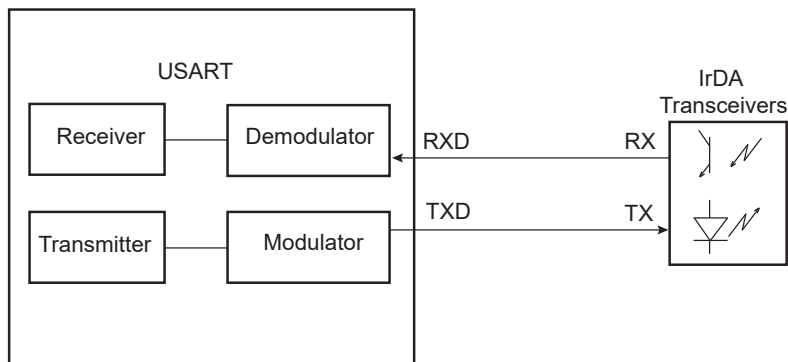 USART
IrDA
Transceivers
Receiver
Demodulator
RXD
RX
Transmitter
Modulator
TXD
TX